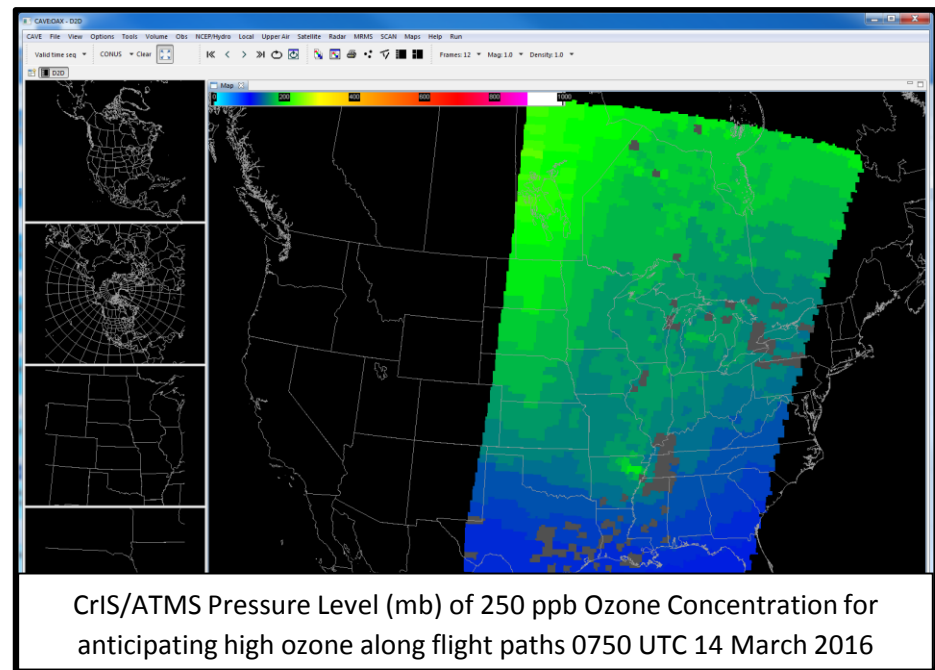 CAVE:OAX - D2D
CAVE File View Options Tools Volume Obs NCEP/Hydro Local Upper Air Satellite Radar MRMS SCAN Maps Help Run
Valid time seq CONUS Clear Frames: 12 Mag: 1.0 Density: 1.0
D2D
Map
0 200 400 600 800 1000
CrIS/ATMS Pressure Level (mb) of 250 ppb Ozone Concentration for
anticipating high ozone along flight paths 0750 UTC 14 March 2016